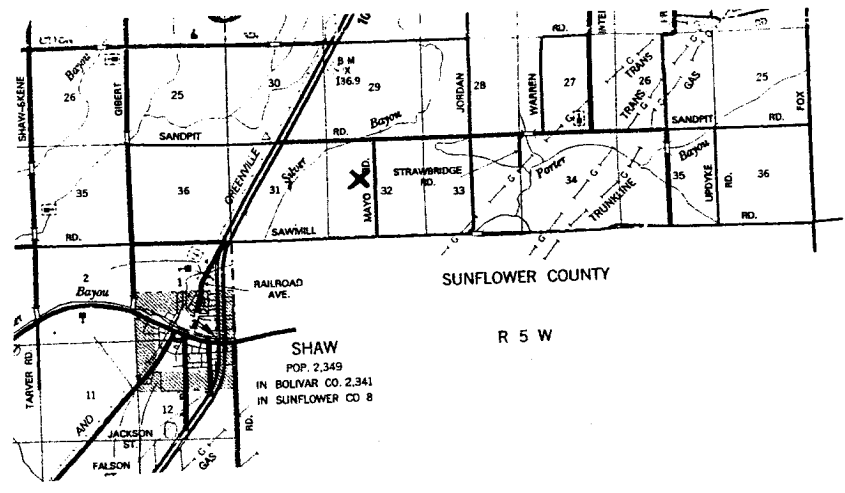 RD.
RD.
10
RD.
B M
X
136.9
SHAW-SKENE
Bayou
26
GIBERT
25
30
29
JORDAN
28
WARREN
27
G
TRANS
26
TRANS
GAS
25
FOX
SANDPIT
RD.
Bayou
SANDPIT
RD.
GREENVILLE
Silver
35
36
31
MAYO RD.
X
32
STRAWBRIDGE
RD.
33
Porter
34
G
TRUNKLINE
Bayou
35
UPDYKE
RD.
36
RD.
SAWMILL
RD.
G
G
2
Bayou
1
RAILROAD
AVE.
SUNFLOWER COUNTY
R 5 W
SHAW
POP. 2,349
IN BOLIVAR CO. 2,341
IN SUNFLOWER CO 8
TARVER RD.
11
AND
12
JACKSON
ST.
FALSON
GAS
G
RD.